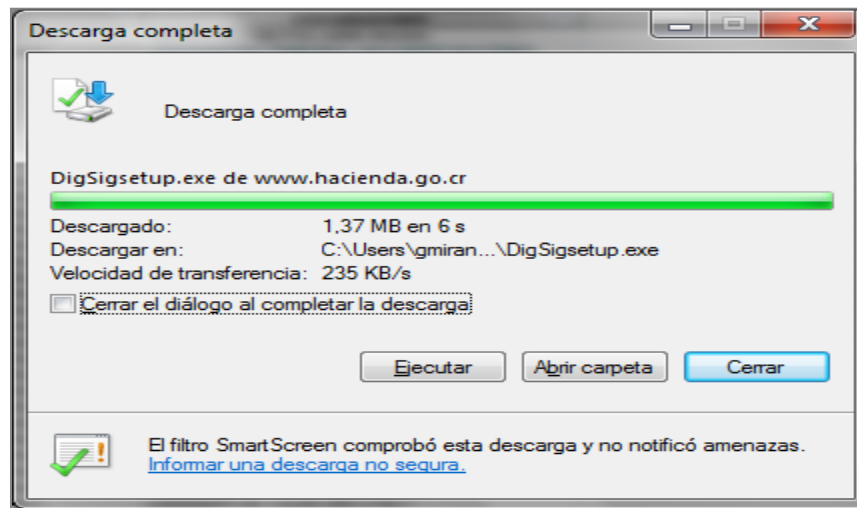 Descarga completa
Descarga completa
DigSigsetup.exe de www.hacienda.go.cr
Descargado: 1,37 MB en 6 s
Descargar en: C:\Users\gmiran...\DigSigsetup.exe
Velocidad de transferencia: 235 KB/s
Cerrar el diálogo al completar la descarga
Ejecutar Abrir carpeta Cerrar
El filtro SmartScreen comprobó esta descarga y no notificó amenazas.
Informar una descarga no segura.